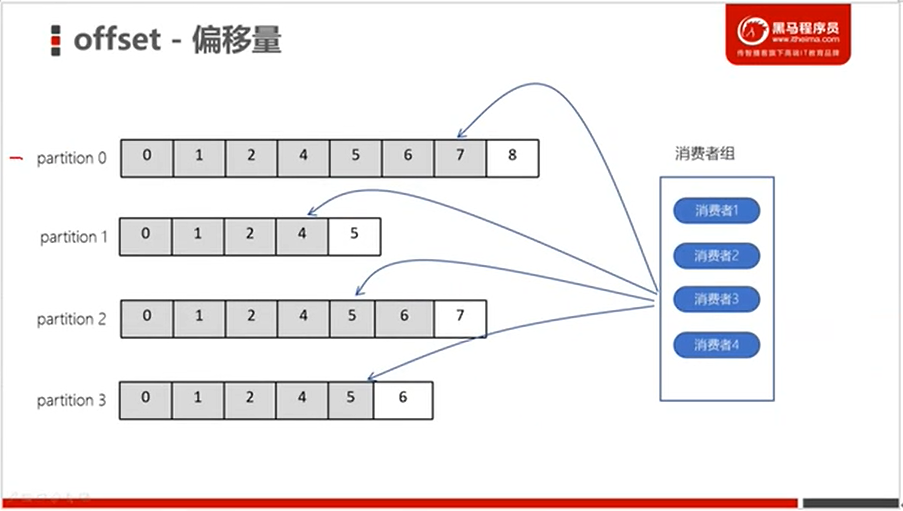 offset - 偏移量
黑马程序员
www.itheima.com
传智播客旗下高端IT教育品牌
partition 0
0 1 2 4 5 6 7 8
消费者组
partition 1
0 1 2 4 5
消费者1
消费者2
partition 2
0 1 2 4 5 6 7
消费者3
消费者4
partition 3
0 1 2 4 5 6